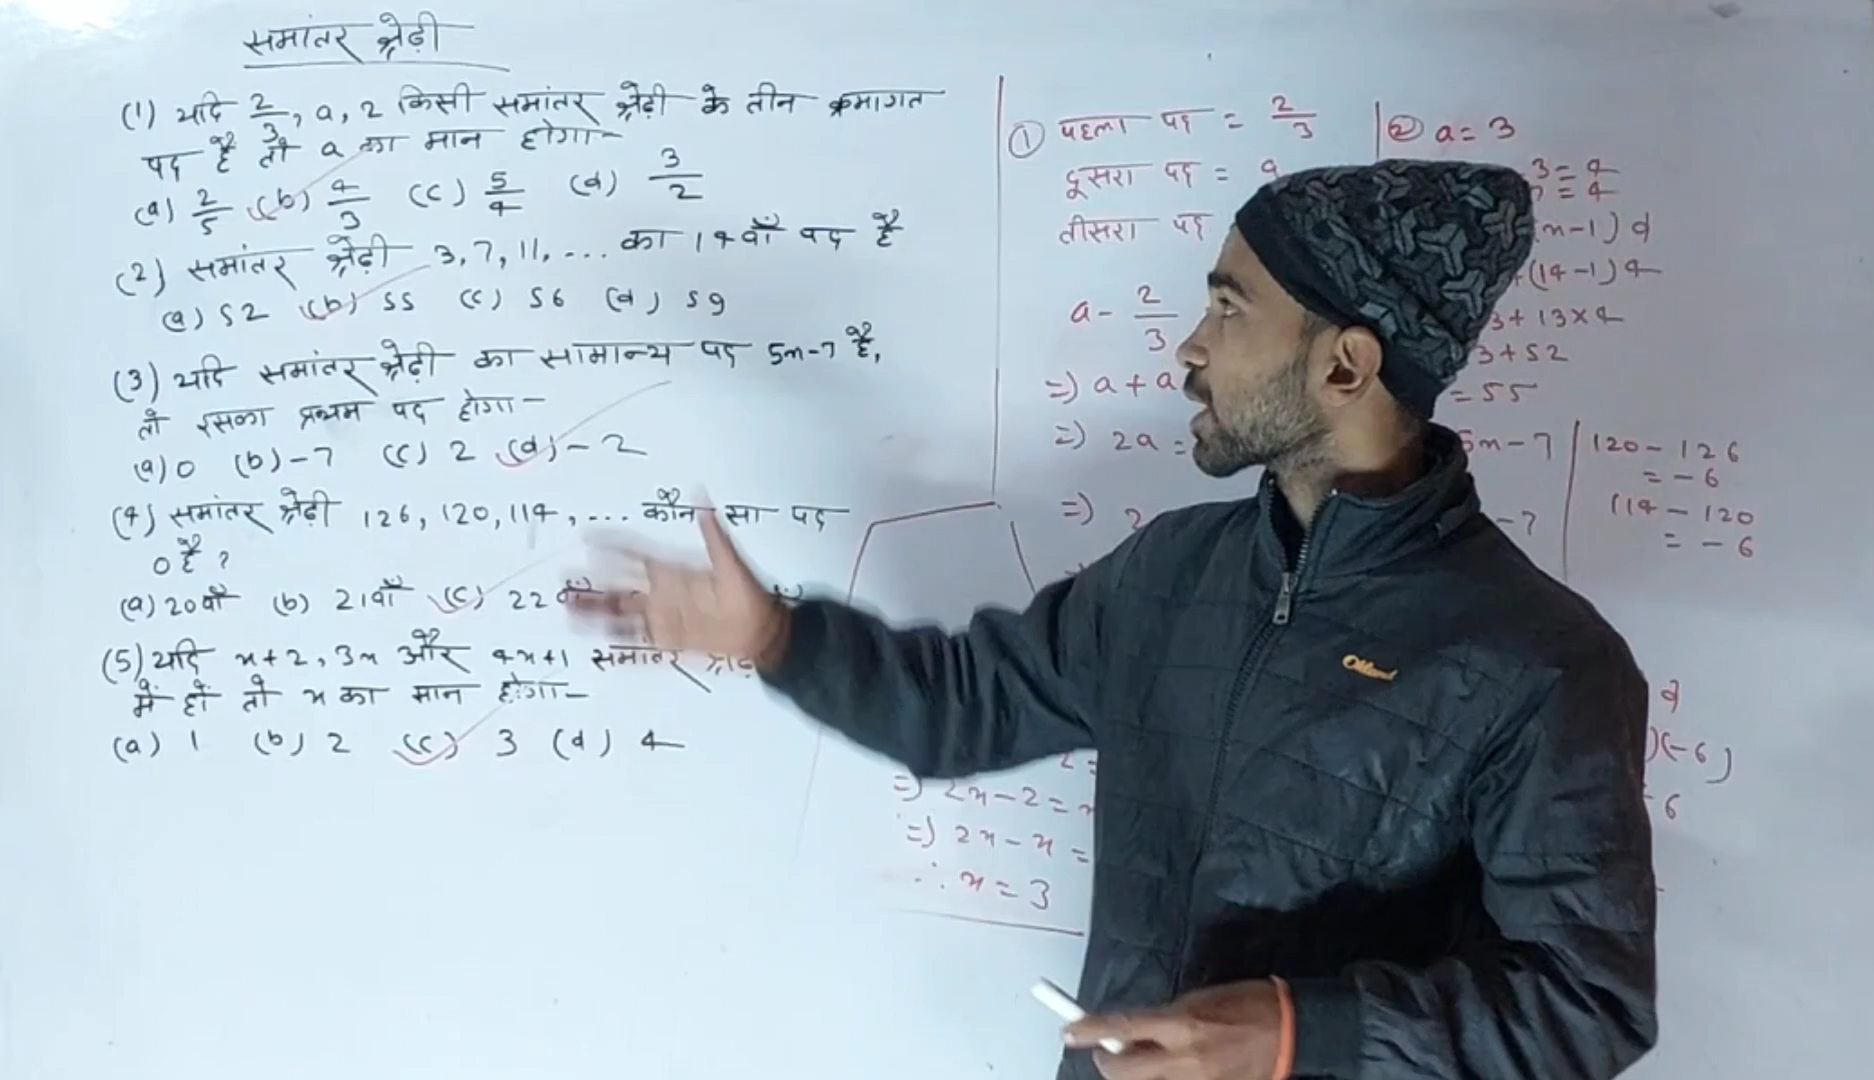 समांतर श्रेढ़ी
(1) यदि 2/3, a, 2 किसी समांतर श्रेढ़ी के तीन क्रमागत
पद हैं तो a का मान होगा-
(a) 2/5 (b) 4/3 (c) 5/4 (d) 3/2
(2) समांतर श्रेढ़ी 3, 7, 11, ... का 14वाँ पद है
(a) 52 (b) 55 (c) 56 (d) 59
(3) यदि समांतर श्रेढ़ी का सामान्य पद 5n-7 है,
तो इसका प्रथम पद होगा-
(a) 0 (b) -7 (c) 2 (d) -2
(4) समांतर श्रेढ़ी 126, 120, 114, ... कौन सा पद
0 है ?
(a) 20वाँ (b) 21वाँ (c) 22वाँ
(5) यदि x+2, 3x और 4x+1 समांतर
में हों तो x का मान होगा-
(a) 1 (b) 2 (c) 3 (d) 4
① पहला पद = 2/3
दूसरा पद = a
तीसरा पद
a - 2/3
=) a + a
=) 2a =
=) 2
2 =
=) 2x - 2 = x
=) 2x - x =
∴ x = 3
② a = 3
3 = 4
= 4
(n-1) d
+(14-1) 4
3 + 13×4
3 + 52
= 55
5n - 7
- 7
120 - 126
= - 6
114 - 120
= - 6
d
)(-6)
6